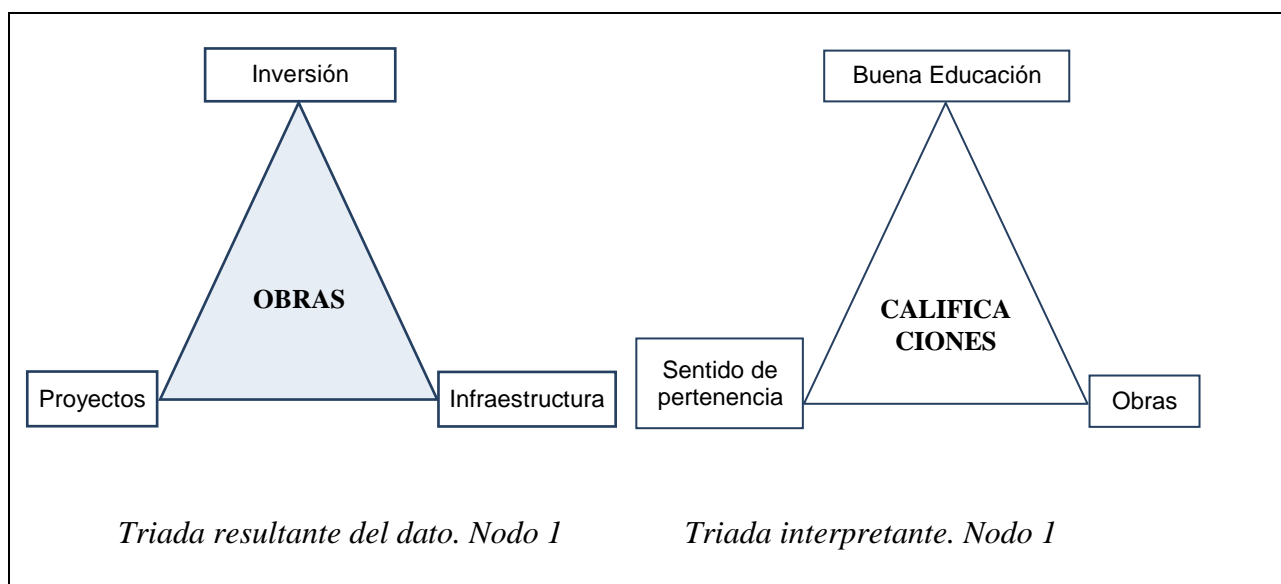 Inversión
OBRAS
Proyectos
Infraestructura
Triada resultante del dato. Nodo 1
Buena Educación
CALIFICA
CIONES
Sentido de
pertenencia
Obras
Triada interpretante. Nodo 1